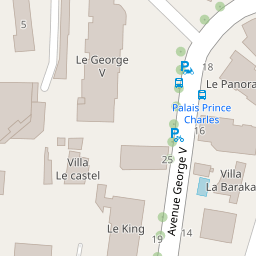 5
Le George
V
18
Le Panora
Palais Prince
Charles
16
Villa
Le castel
25
Avenue George V
Villa
La Baraka
Le King
19
14